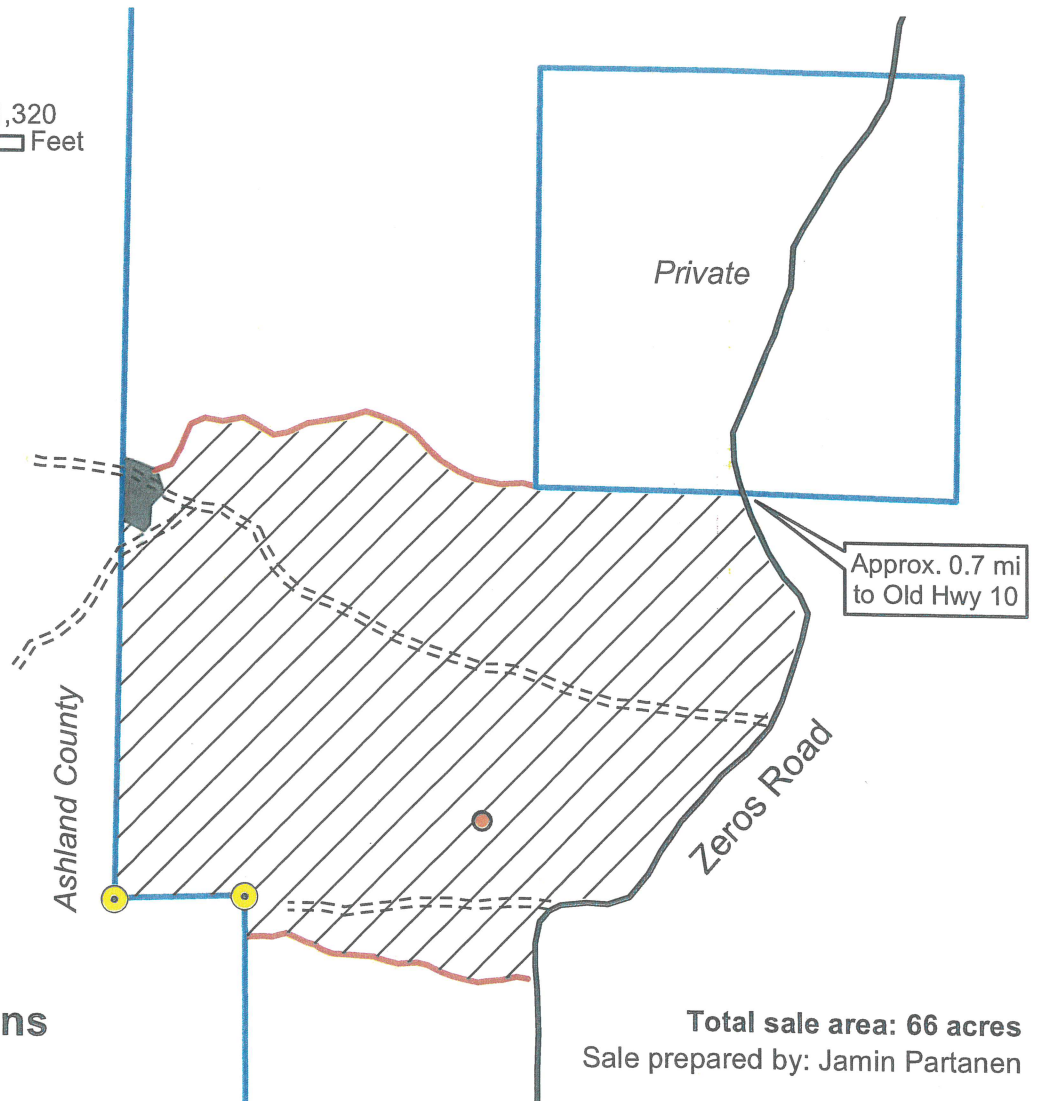 ,320
Feet
Private
Approx. 0.7 mi
to Old Hwy 10
Ashland County
Zeros Road
ns
Total sale area: 66 acres
Sale prepared by: Jamin Partanen